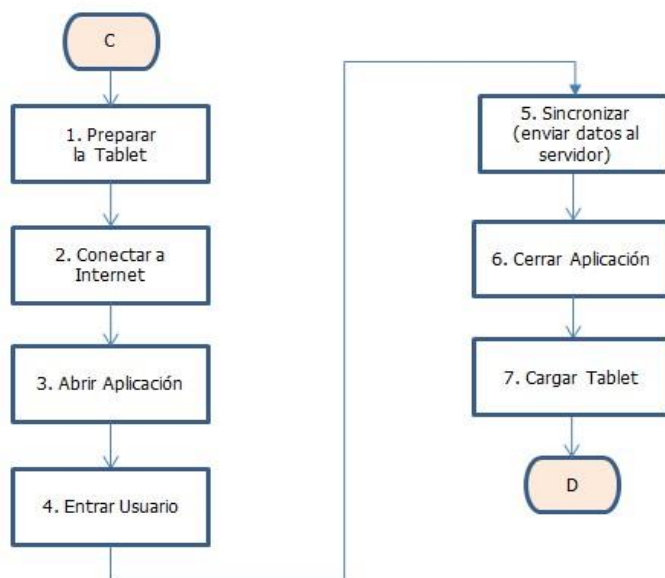 C
1. Preparar
la Tablet
2. Conectar a
Internet
3. Abrir Aplicación
4. Entrar Usuario
5. Sincronizar
(enviar datos al
servidor)
6. Cerrar Aplicación
7. Cargar Tablet
D